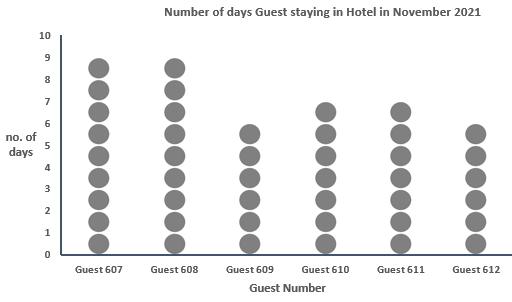 Number of days Guest staying in Hotel in November 2021
10
9
8
7
6
no. of
days
5
4
3
2
1
0
Guest 607 Guest 608 Guest 609 Guest 610 Guest 611 Guest 612
Guest Number